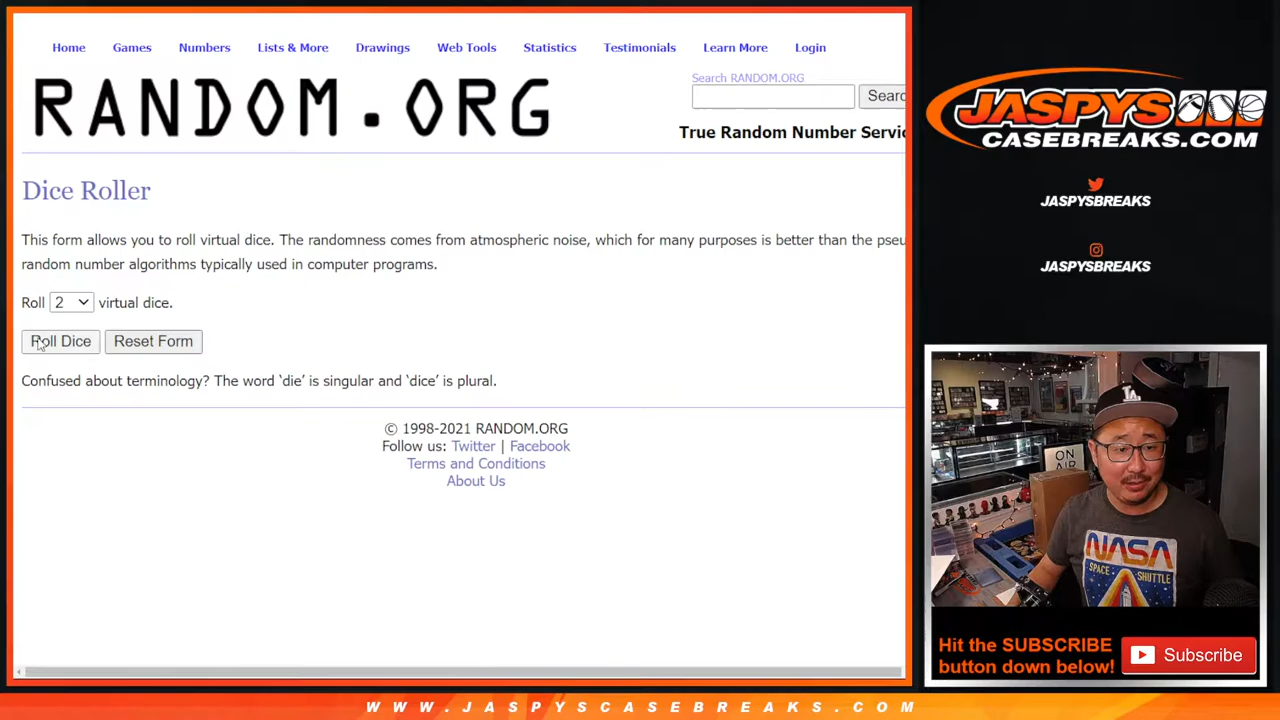 Home Games Numbers Lists & More Drawings Web Tools Statistics Testimonials Learn More Login
Search RANDOM.ORG
RANDOM.ORG
Searc
True Random Number Servic
Dice Roller
This form allows you to roll virtual dice. The randomness comes from atmospheric noise, which for many purposes is better than the pseu
random number algorithms typically used in computer programs.
Roll 2 virtual dice.
Roll Dice Reset Form
Confused about terminology? The word ‘die’ is singular and ‘dice’ is plural.
© 1998-2021 RANDOM.ORG
Follow us: Twitter | Facebook
Terms and Conditions
About Us
JASPYS
CASEBREAKS.COM
JASPYSBREAKS
JASPYSBREAKS
ON
AIR
LA
NASA
SPACE SHUTTLE
Hit the SUBSCRIBE
button down below!
Subscribe
WWW.JASPYSCASEBREAKS.COM